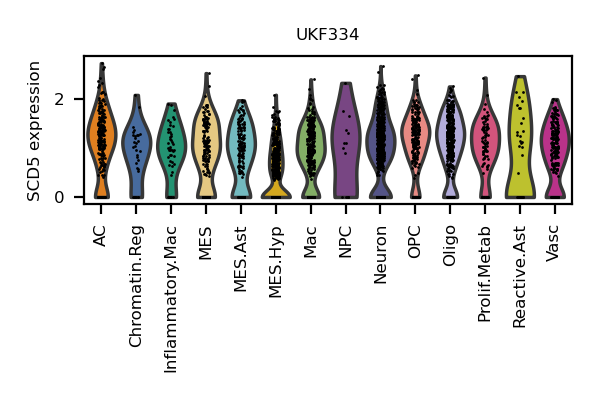 UKF334
SCD5 expression
2
0
AC
Chromatin.Reg
Inflammatory.Mac
MES
MES.Ast
MES.Hyp
Mac
NPC
Neuron
OPC
Oligo
Prolif.Metab
Reactive.Ast
Vasc